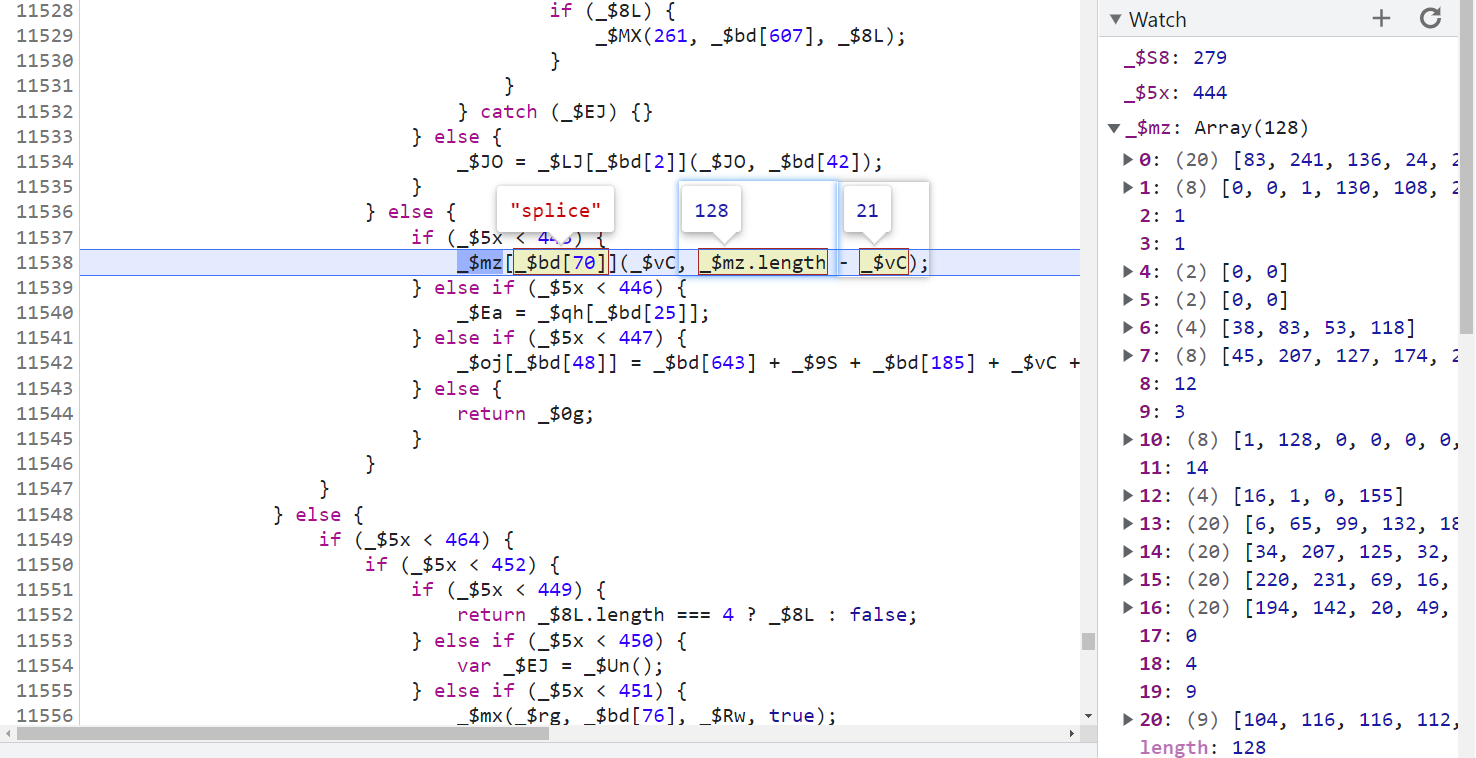 11528 if (_$8L) {
11529 _$MX(261, _$bd[607], _$8L);
11530 }
11531 }
11532 } catch (_$EJ) {}
11533 } else {
11534 _$JO = _$LJ[_$bd[2]](_$JO, _$bd[42]);
11535 }
11536 } else {
"splice" 128 21
11537 if (_$5x < 445) {
11538 _$mz[_$bd[70]](_$vC, _$mz.length - _$vC);
11539 } else if (_$5x < 446) {
11540 _$Ea = _$qh[_$bd[25]];
11541 } else if (_$5x < 447) {
11542 _$oj[_$bd[48]] = _$bd[643] + _$9S + _$bd[185] + _$vC +
11543 } else {
11544 return _$0g;
11545 }
11546 }
11547 }
11548 } else {
11549 if (_$5x < 464) {
11550 if (_$5x < 452) {
11551 if (_$5x < 449) {
11552 return _$8L.length === 4 ? _$8L : false;
11553 } else if (_$5x < 450) {
11554 var _$EJ = _$Un();
11555 } else if (_$5x < 451) {
11556 _$mx(_$rg, _$bd[76], _$Rw, true);
Watch
_$S8: 279
_$5x: 444
_$mz: Array(128)
0: (20) [83, 241, 136, 24, 2
1: (8) [0, 0, 1, 130, 108, 2
2: 1
3: 1
4: (2) [0, 0]
5: (2) [0, 0]
6: (4) [38, 83, 53, 118]
7: (8) [45, 207, 127, 174, 2
8: 12
9: 3
10: (8) [1, 128, 0, 0, 0, 0,
11: 14
12: (4) [16, 1, 0, 155]
13: (20) [6, 65, 99, 132, 18
14: (20) [34, 207, 125, 32,
15: (20) [220, 231, 69, 16,
16: (20) [194, 142, 20, 49,
17: 0
18: 4
19: 9
20: (9) [104, 116, 116, 112,
length: 128